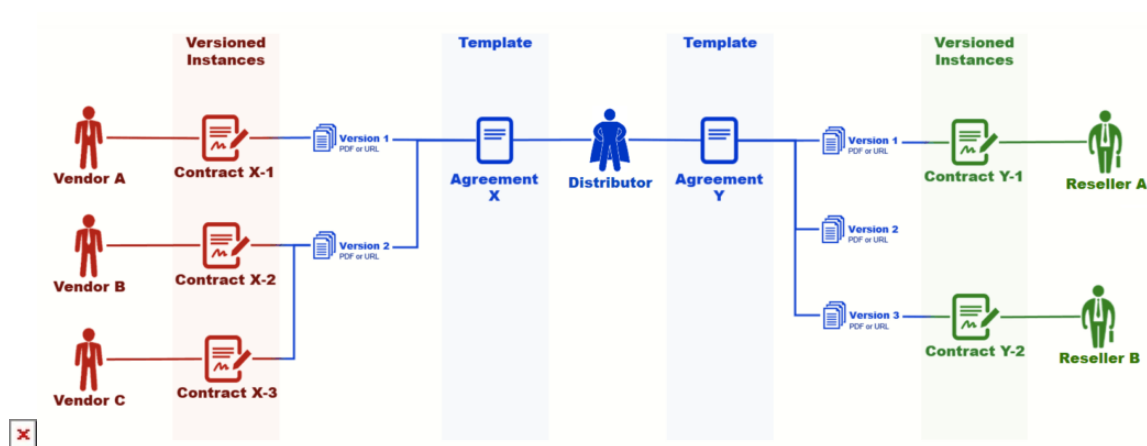 Versioned
Instances
Template
Template
Versioned
Instances
Version 1
PDF or URL
Version 1
PDF or URL
Vendor A
Contract X-1
Agreement
X
Distributor
Agreement
Y
Contract Y-1
Reseller A
Version 2
PDF or URL
Version 2
PDF or URL
Vendor B
Contract X-2
Version 3
PDF or URL
Contract Y-2
Reseller B
Vendor C
Contract X-3